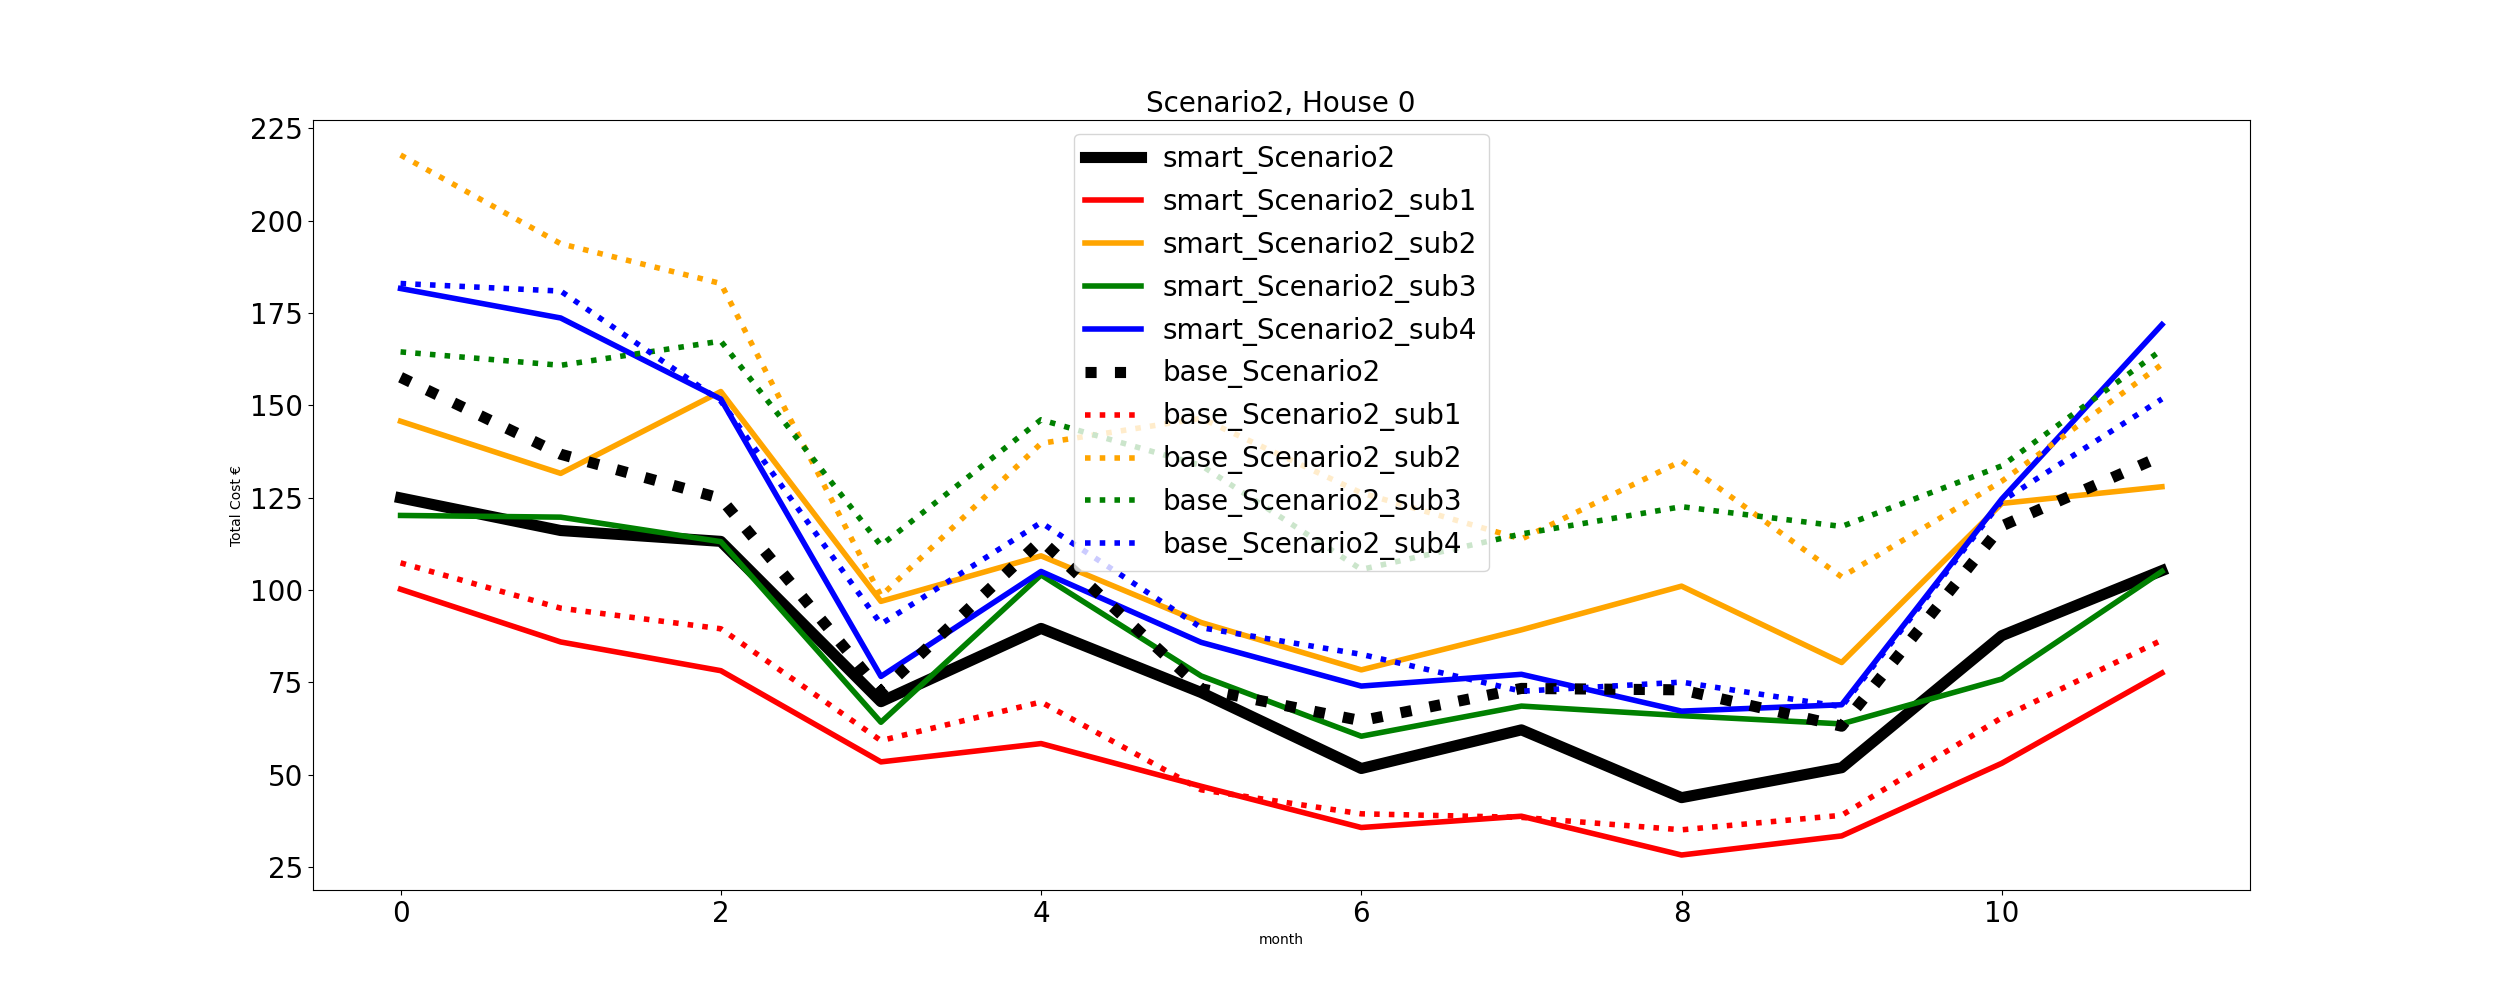 Scenario2, House 0
225
200
175
150
125
100
75
50
25
Total Cost €
smart_Scenario2
smart_Scenario2_sub1
smart_Scenario2_sub2
smart_Scenario2_sub3
smart_Scenario2_sub4
base_Scenario2
base_Scenario2_sub1
base_Scenario2_sub2
base_Scenario2_sub3
base_Scenario2_sub4
0 2 4 6 8 10
month